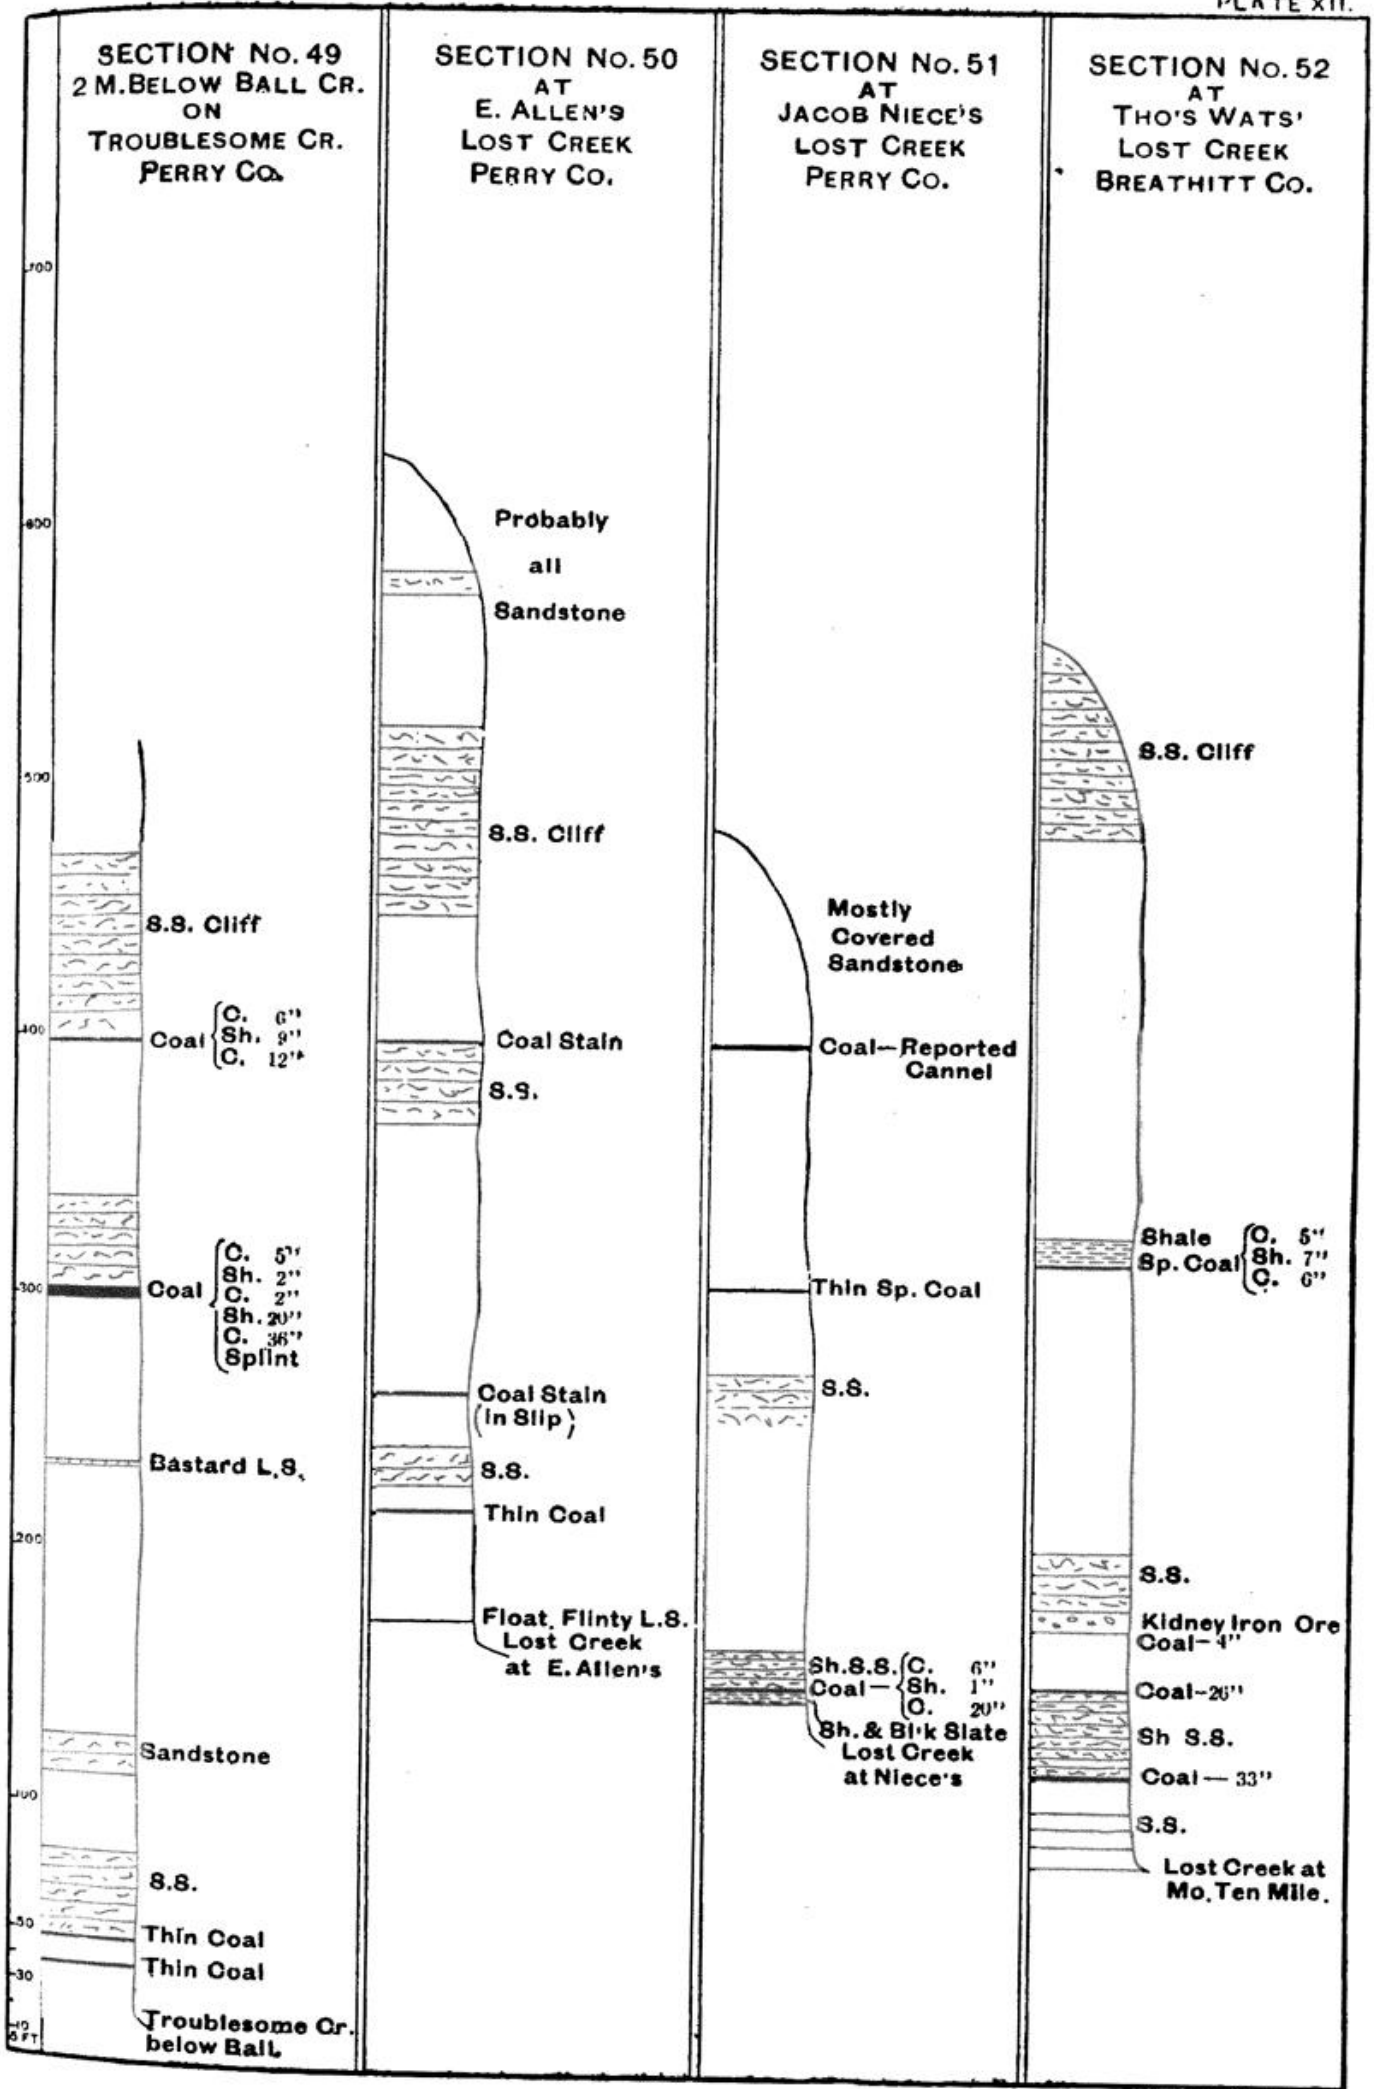 PLATE XII.
SECTION No. 49
2 M. BELOW BALL CR.
ON
TROUBLESOME CR.
PERRY CO.
700
600
500
400
300
200
100
50
30
10
5 FT
S.S. Cliff
Coal { C. 6"
Sh. 9"
C. 12"
Coal { C. 5"
Sh. 2"
C. 2"
Sh. 20"
C. 36"
Splint
Bastard L.S.
Sandstone
S.S.
Thin Coal
Thin Coal
Troublesome Cr.
below Ball.
SECTION No. 50
AT
E. ALLEN'S
LOST CREEK
PERRY CO.
Probably
all
Sandstone
S.S. Cliff
Coal Stain
S.S.
Coal Stain
(in Slip)
S.S.
Thin Coal
Float, Flinty L.S.
Lost Creek
at E. Allen's
SECTION No. 51
AT
JACOB NIECE'S
LOST CREEK
PERRY CO.
Mostly
Covered
Sandstone
Coal—Reported
Cannel
Thin Sp. Coal
S.S.
Sh. S.S. { C. 6"
Coal — Sh. 1"
C. 20"
Sh. & Bl'k Slate
Lost Creek
at Niece's
SECTION No. 52
AT
THO'S WATS'
LOST CREEK
BREATHITT CO.
S.S. Cliff
Shale { C. 5"
Sp. Coal Sh. 7"
C. 6"
S.S.
Kidney Iron Ore
Coal-4"
Coal-26"
Sh S.S.
Coal — 33"
S.S.
Lost Creek at
Mo. Ten Mile.